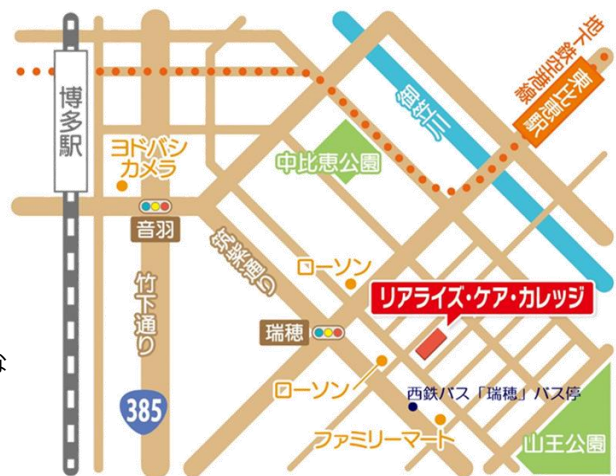 地下鉄空港線
東比恵駅
博多駅
御笠川
ヨドバシ
カメラ
中比恵公園
音羽
筑紫通り
竹下通り
ローソン
リアライズ・ケア・カレッジ
瑞穂
な
385
ローソン
西鉄バス「瑞穂」バス停
ファミリーマート
山王公園